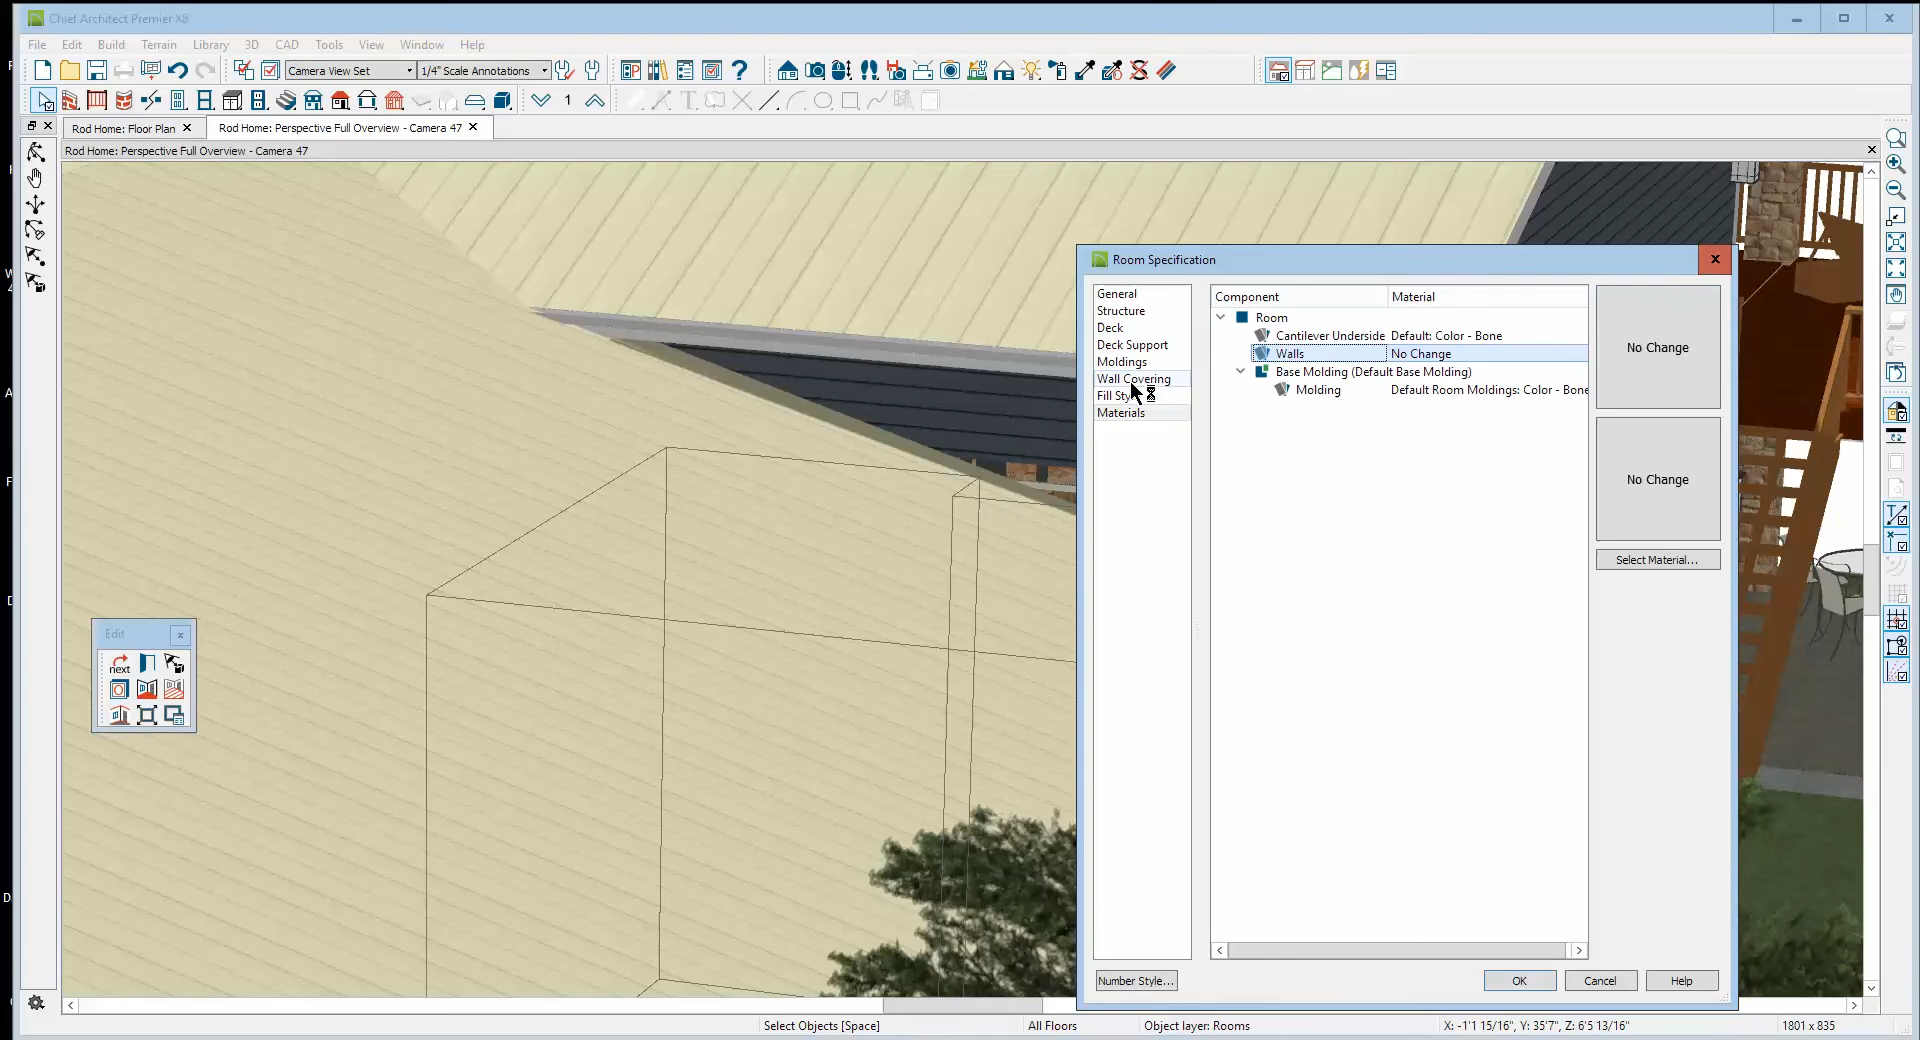 Chief Architect Premier X8
File Edit Build Terrain Library 3D CAD Tools View Window Help
Camera View Set 1/4" Scale Annotations
1
Rod Home: Floor Plan Rod Home: Perspective Full Overview - Camera 47
Rod Home: Perspective Full Overview - Camera 47
Room Specification
General
Structure
Deck
Deck Support
Moldings
Wall Covering
Materials
Component Material
Room
Cantilever Underside Default: Color - Bone
Walls No Change
Base Molding (Default Base Molding)
Molding Default Room Moldings: Color - Bone
No Change
No Change
Select Material...
Edit
next
Number Style... OK Cancel Help
Select Objects [Space] All Floors Object layer: Rooms X: -1'1 15/16", Y: 35'7", Z: 6'5 13/16" 1801 x 835